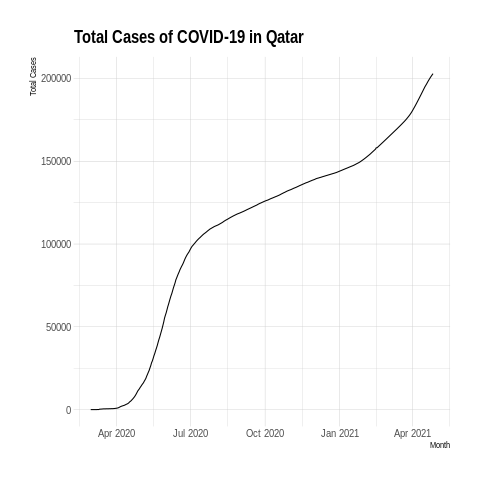 Total Cases of COVID-19 in Qatar
Total Cases
200000
150000
100000
50000
0
Apr 2020 Jul 2020 Oct 2020 Jan 2021 Apr 2021
Month